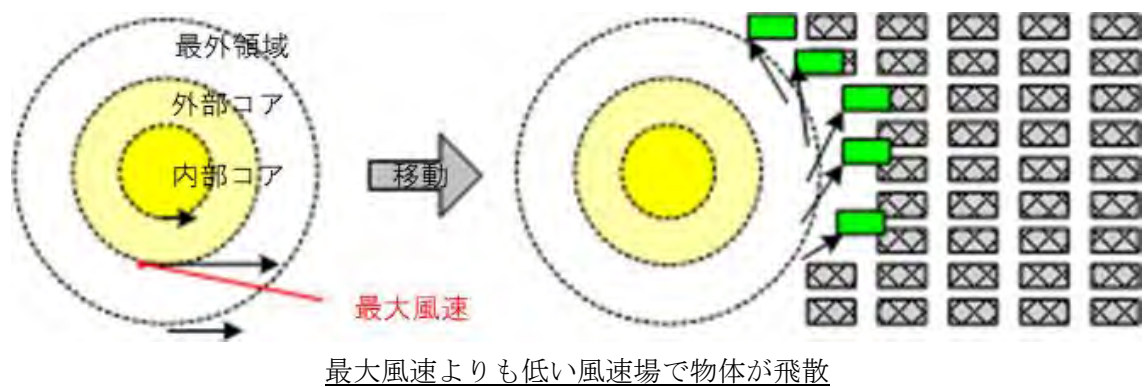 最外領域
外部コア
内部コア
移動
最大風速
最大風速よりも低い風速場で物体が飛散